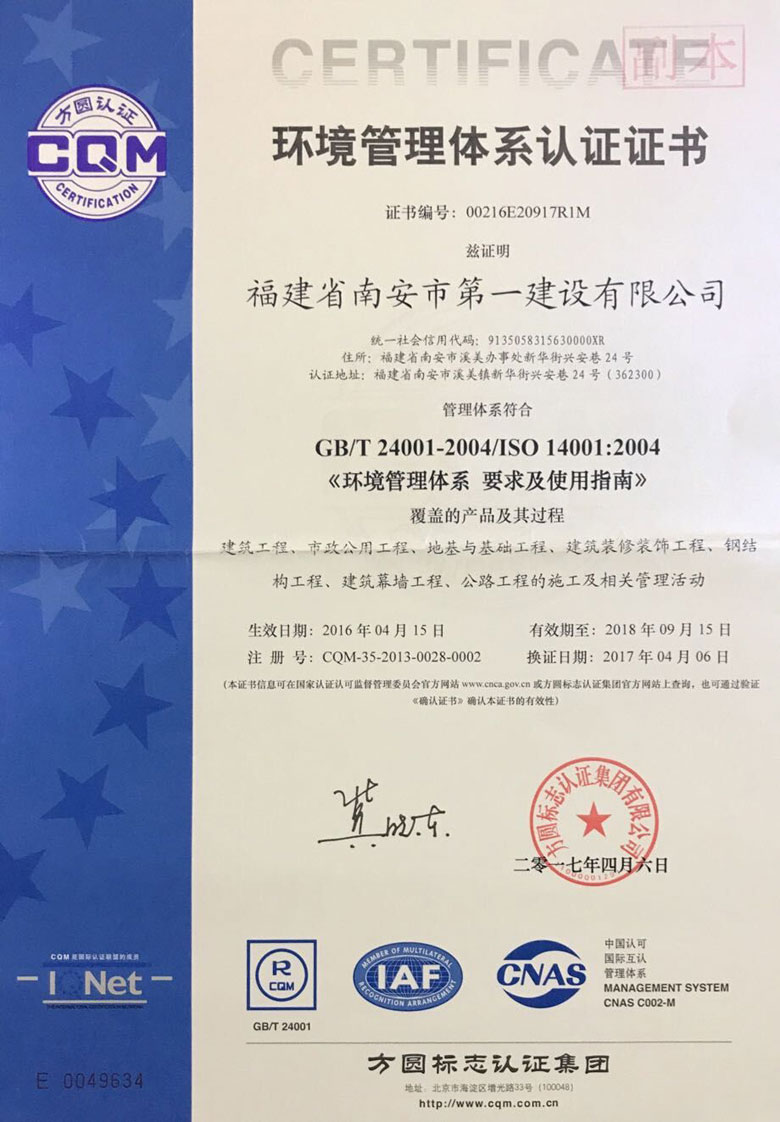 CERTIFICATE
副本
方圆认证
CQM
CERTIFICATION
环境管理体系认证证书
证书编号：00216E20917R1M
兹证明
福建省南安市第一建设有限公司
统一社会信用代码：9135058315630000XR
住所：福建省南安市溪美办事处新华街兴安巷24号
认证地址：福建省南安市溪美镇新华街兴安巷24号（362300）
管理体系符合
GB/T 24001-2004/ISO 14001:2004
《环境管理体系 要求及使用指南》
覆盖的产品及其过程
建筑工程、市政公用工程、地基与基础工程、建筑装修装饰工程、钢结
构工程、建筑幕墙工程、公路工程的施工及相关管理活动
生效日期：2016年04月15日 有效期至：2018年09月15日
注 册 号：CQM-35-2013-0028-0002 换证日期：2017年04月06日
（本证书信息可在国家认证认可监督管理委员会官方网站 www.cnca.gov.cn 或方圆标志认证集团官方网站上查询，也可通过验证
《确认证书》确认本证书的有效性）
方圆标志认证集团有限公司
二零一七年四月六日
CQM 是国际认证联盟的成员
IQNet
R
CQM
GB/T 24001
MEMBER OF MULTILATERAL
IAF
RECOGNITION ARRANGEMENT
CNAS
中国认可
国际互认
管理体系
MANAGEMENT SYSTEM
CNAS C002-M
E 0049634
方圆标志认证集团
地址：北京市海淀区增光路33号（100048）
http://www.cqm.com.cn